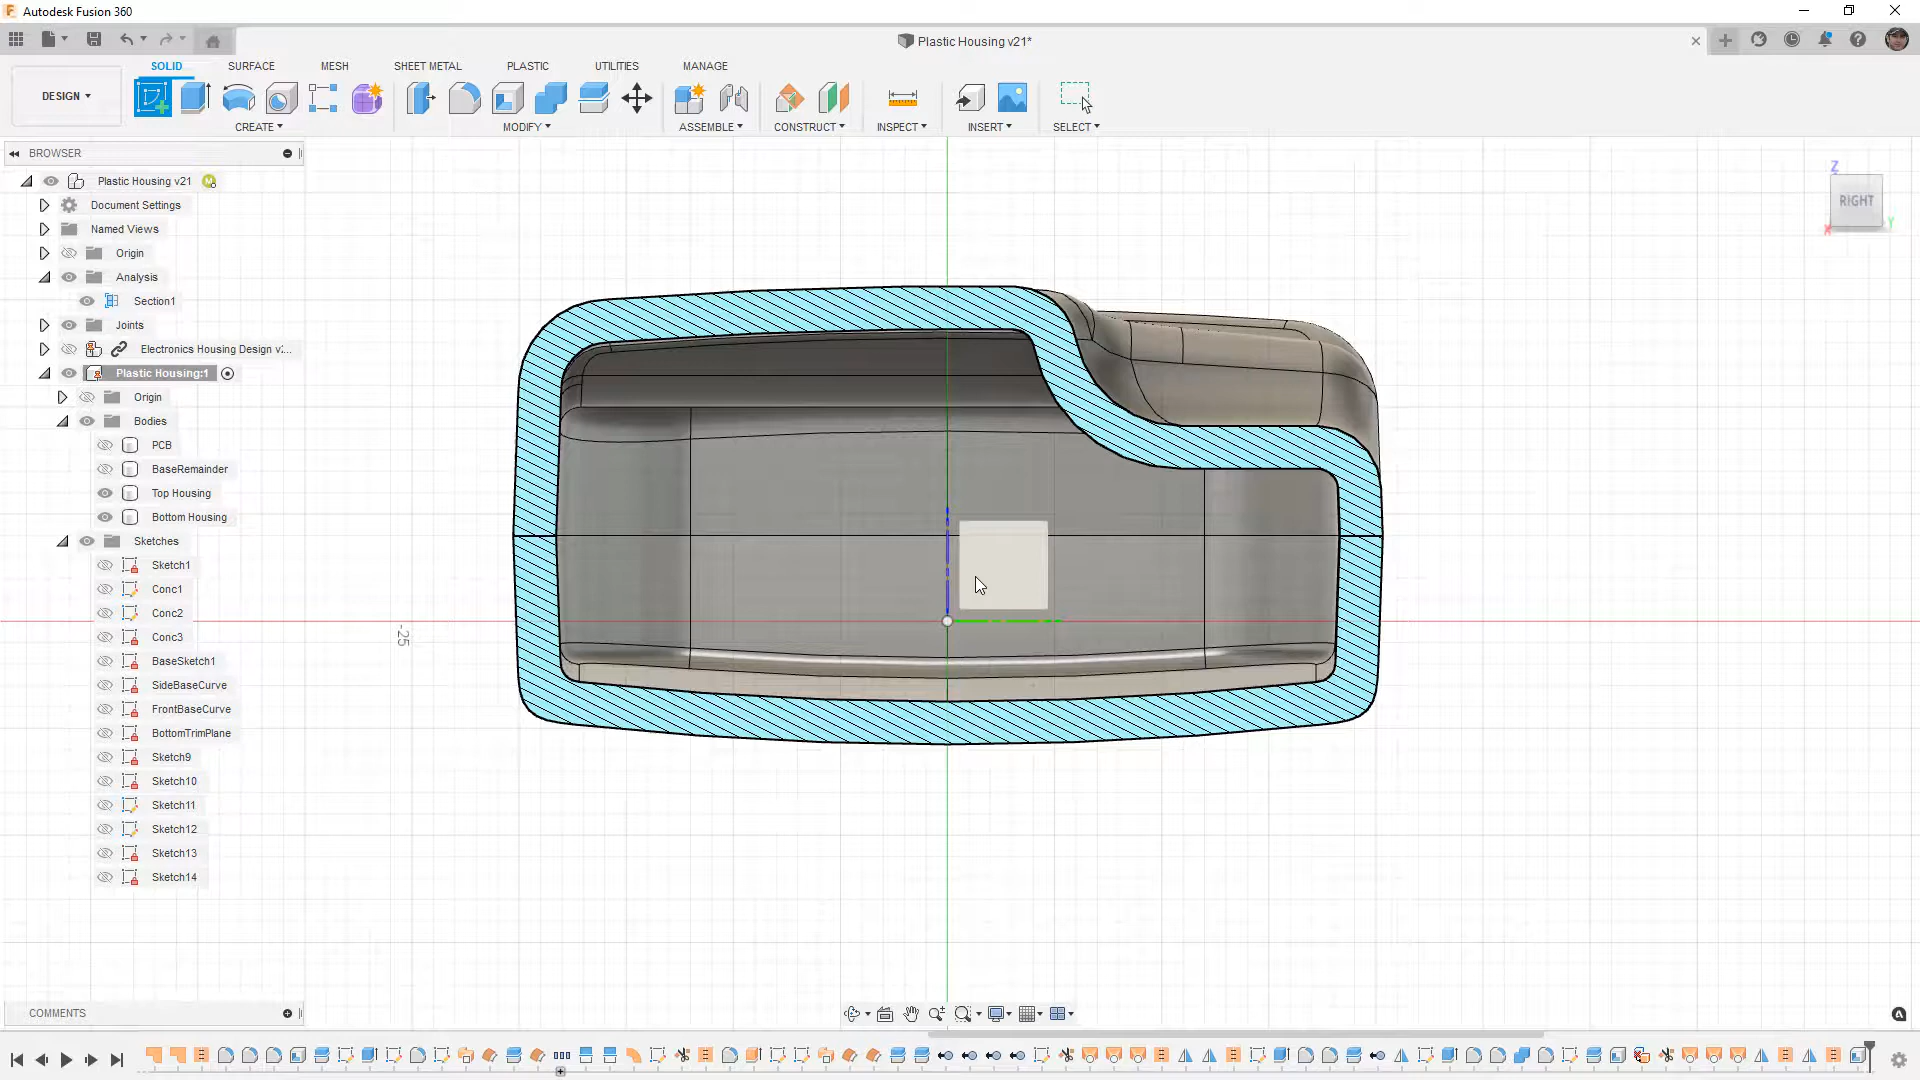 Autodesk Fusion 360
Plastic Housing v21*
DESIGN
SOLID
SURFACE
MESH
SHEET METAL
PLASTIC
UTILITIES
MANAGE
CREATE
MODIFY
ASSEMBLE
CONSTRUCT
INSPECT
INSERT
SELECT
BROWSER
Plastic Housing v21
M
Document Settings
Named Views
Origin
Analysis
Section1
Joints
Electronics Housing Design v...
Plastic Housing:1
Origin
Bodies
PCB
BaseRemainder
Top Housing
Bottom Housing
Sketches
Sketch1
Conc1
Conc2
Conc3
BaseSketch1
SideBaseCurve
FrontBaseCurve
BottomTrimPlane
Sketch9
Sketch10
Sketch11
Sketch12
Sketch13
Sketch14
-25
Z
RIGHT
X
Y
COMMENTS